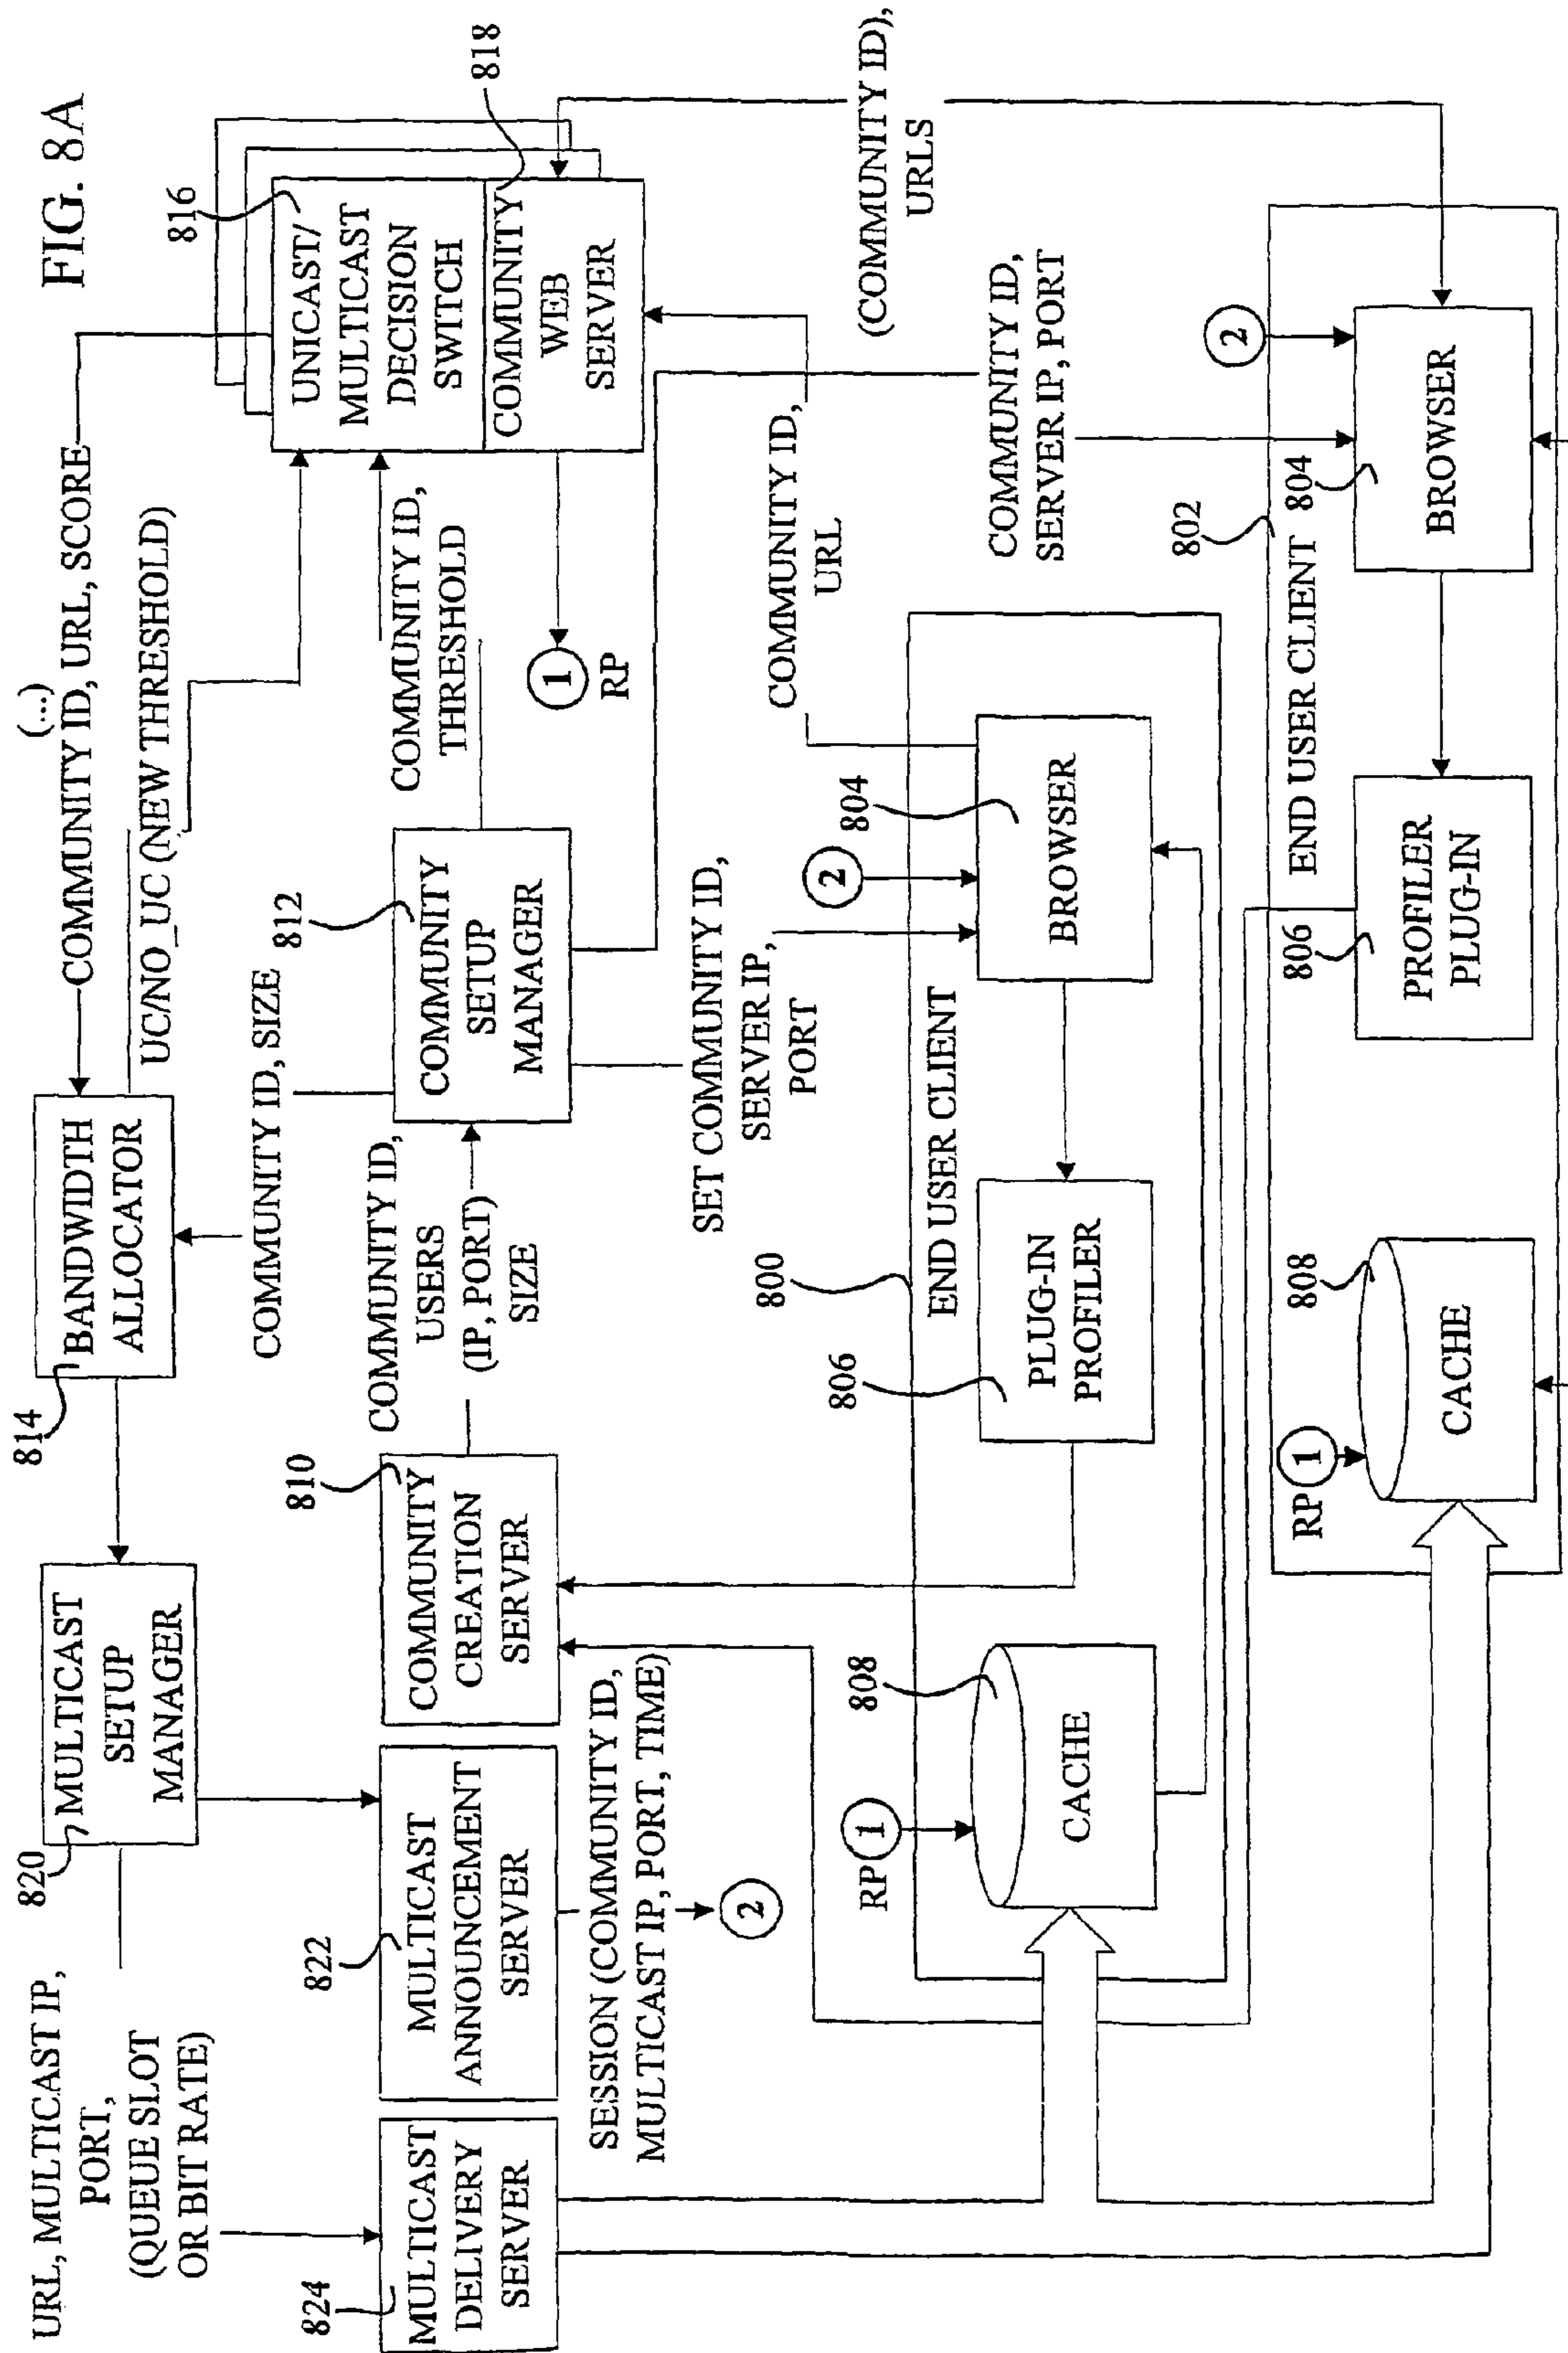 FIG. 8A
URL, MULTICAST IP,
PORT,
(QUEUE SLOT
OR BIT RATE)
820
MULTICAST
SETUP
MANAGER
814
BANDWIDTH
ALLOCATOR
(...)
COMMUNITY ID, URL, SCORE
UC/NO_UC (NEW THRESHOLD)
816
UNICAST/
MULTICAST
DECISION
SWITCH
818
COMMUNITY
WEB
SERVER
COMMUNITY ID, SIZE
824
MULTICAST
DELIVERY
SERVER
822
MULTICAST
ANNOUNCEMENT
SERVER
810
COMMUNITY
CREATION
SERVER
COMMUNITY ID,
USERS
(IP, PORT)
SIZE
812
COMMUNITY
SETUP
MANAGER
COMMUNITY ID,
THRESHOLD
1
RP
SESSION (COMMUNITY ID,
MULTICAST IP, PORT, TIME)
2
SET COMMUNITY ID,
SERVER IP,
PORT
COMMUNITY ID,
URL
(COMMUNITY ID),
URLS
COMMUNITY ID,
SERVER IP, PORT
800
END USER CLIENT
RP
1
808
CACHE
806
PLUG-IN
PROFILER
2
804
BROWSER
802
END USER CLIENT
RP
1
808
CACHE
806
PROFILER
PLUG-IN
804
2
BROWSER